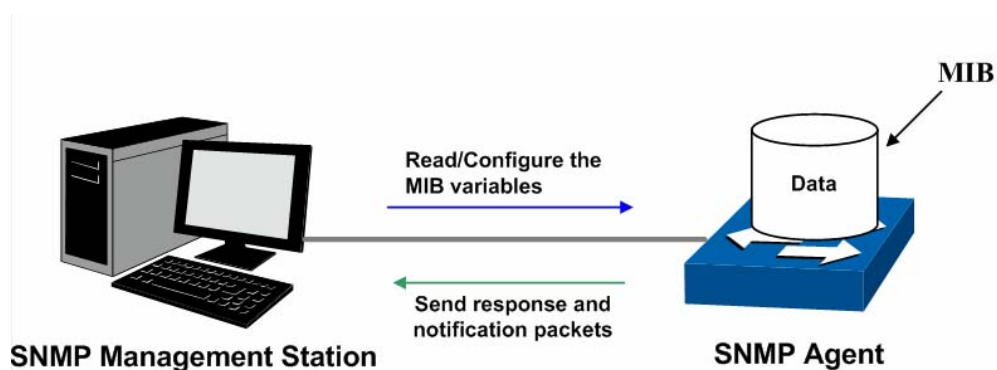 MIB
Read/Configure the
MIB variables
Data
Send response and
notification packets
SNMP Management Station
SNMP Agent